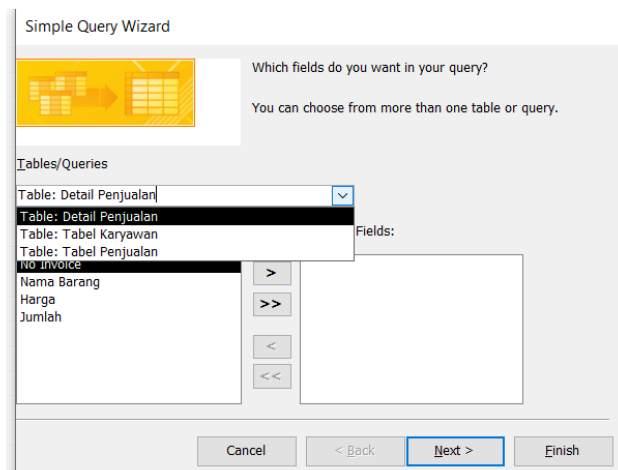 Simple Query Wizard
Which fields do you want in your query?
You can choose from more than one table or query.
Tables/Queries
Table: Detail Penjualan
Table: Detail Penjualan
Table: Tabel Karyawan
Table: Tabel Penjualan
Fields:
No Invoice
Nama Barang
Harga
Jumlah
>
>>
<
<<
Cancel
< Back
Next >
Finish